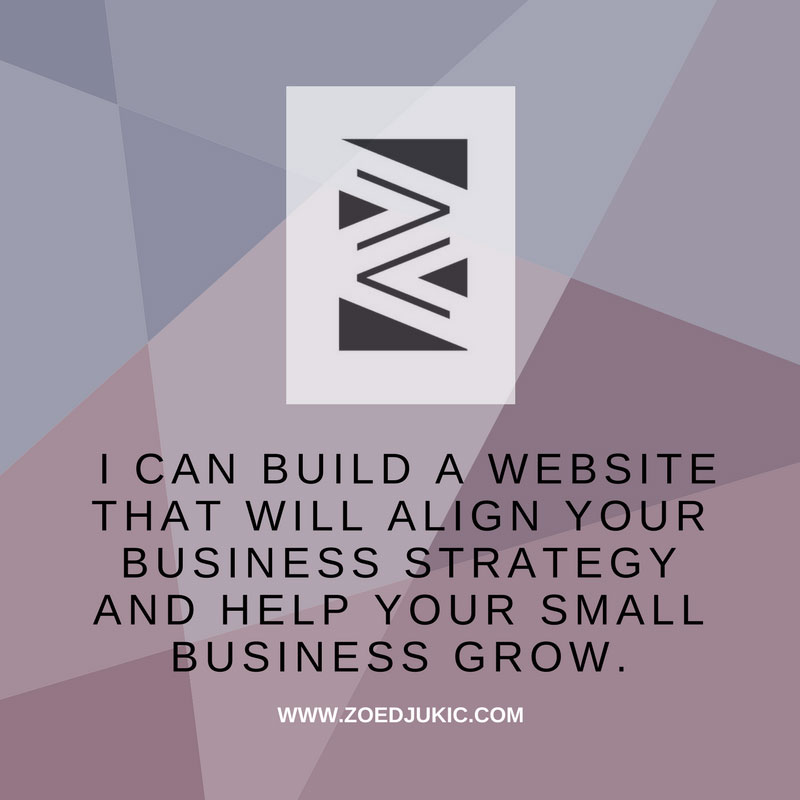 I CAN BUILD A WEBSITE
THAT WILL ALIGN YOUR
BUSINESS STRATEGY
AND HELP YOUR SMALL
BUSINESS GROW.
WWW.ZOEDJUKIC.COM